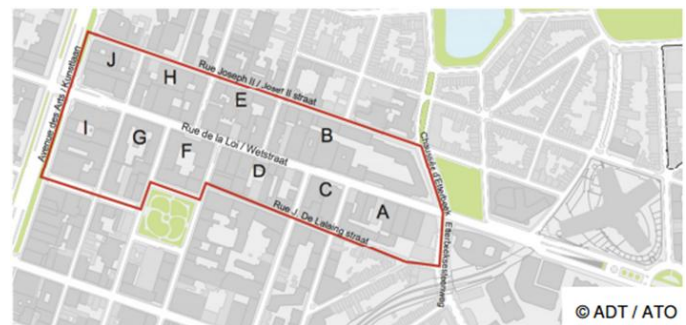 J
H
Rue Joseph II / Josef II straat
E
B
Avenue des Arts / Kunstlaan
I
G
F
Rue de la Loi / Wetstraat
D
C
A
Rue J. De Lalaing straat
Chaussée d'Etterbeek
Etterbeeksesteenweg
© ADT / ATO